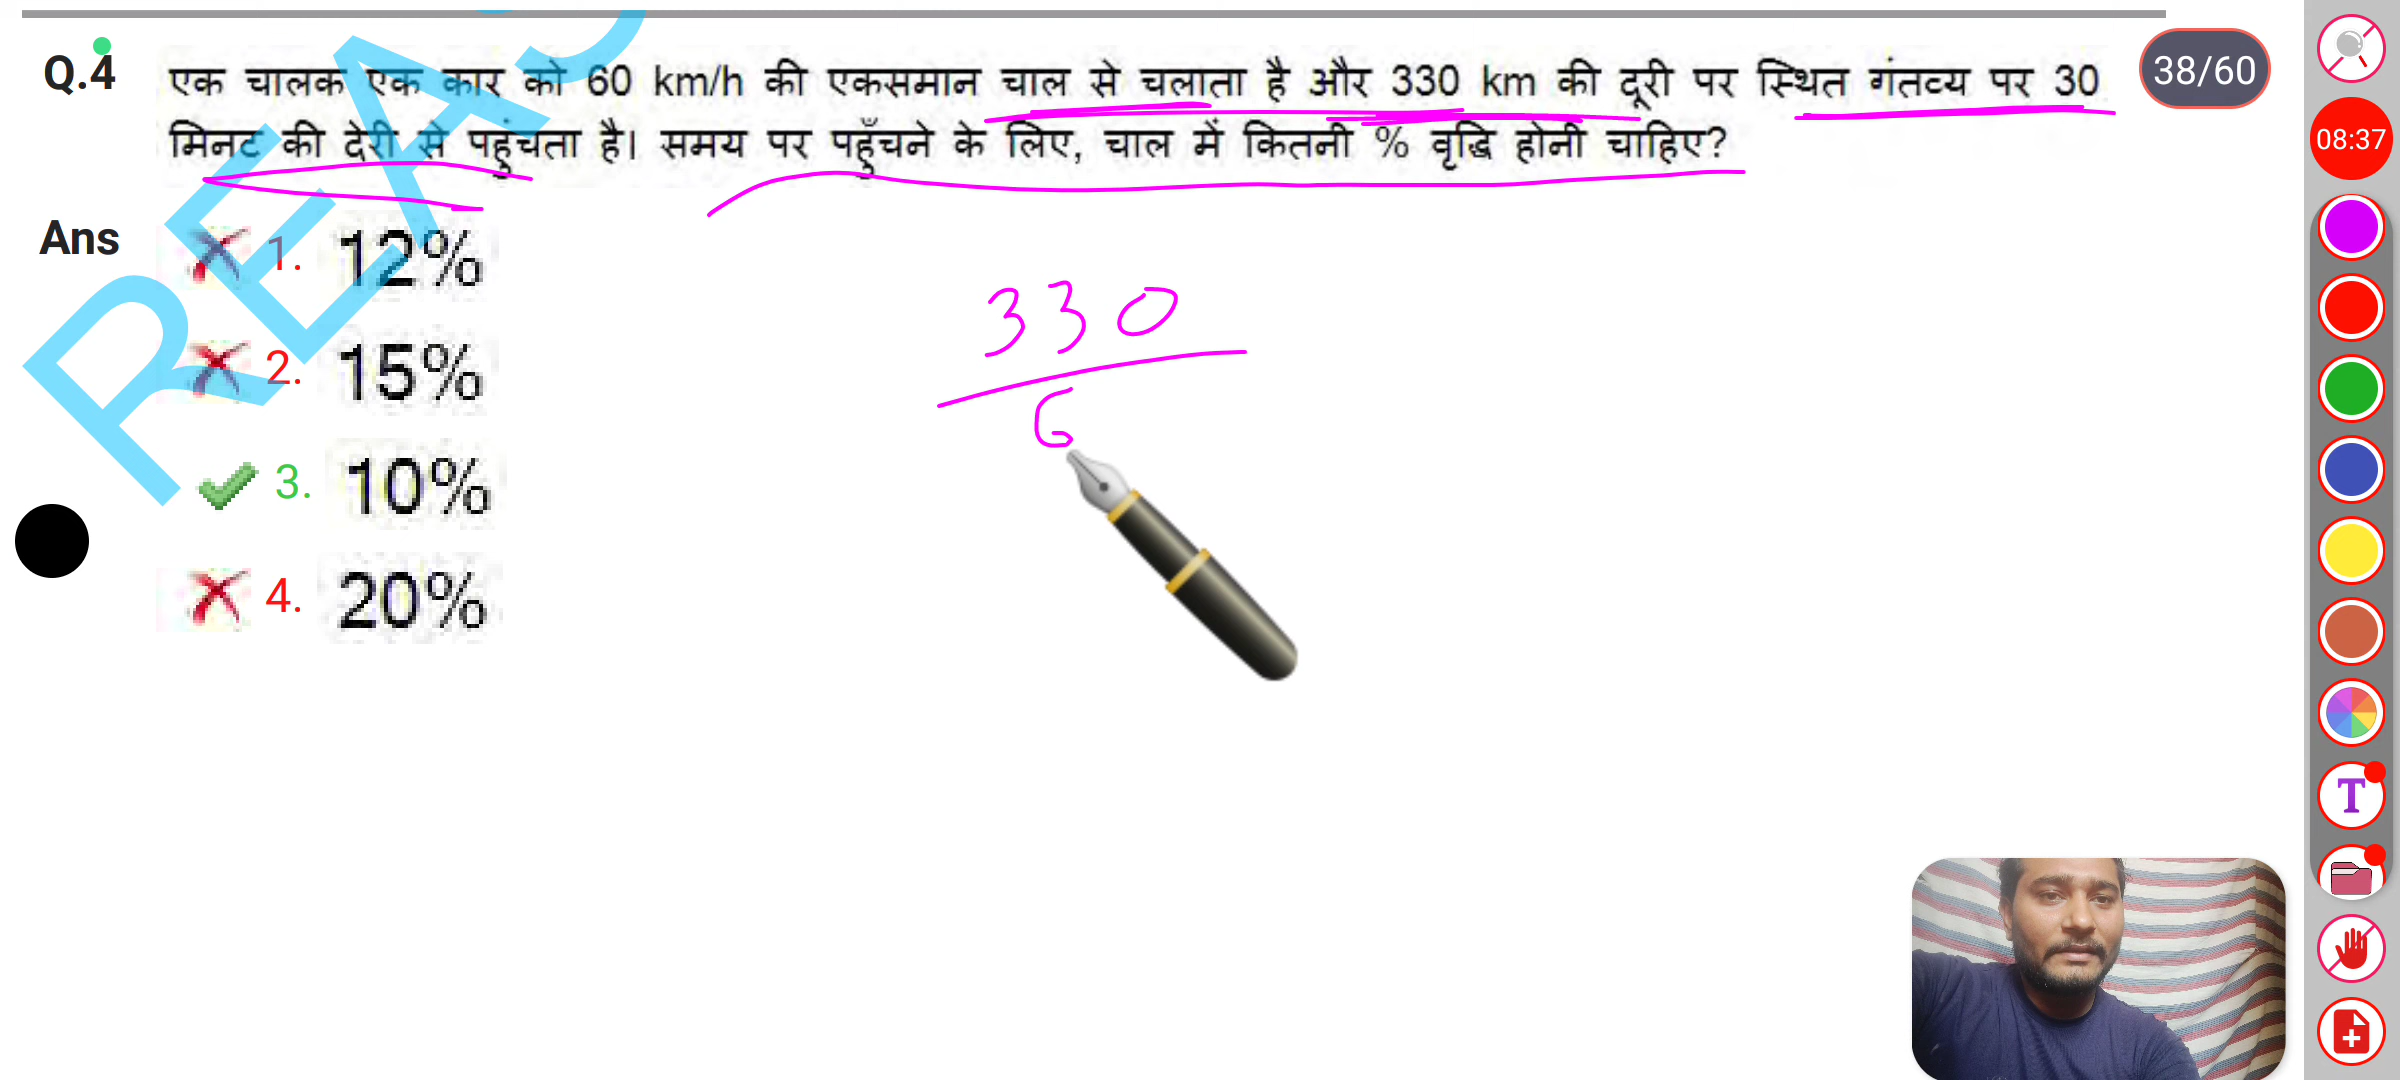 38/60
Q.4 एक चालक एक कार को 60 km/h की एकसमान चाल से चलाता है और 330 km की दूरी पर स्थित गंतव्य पर 30
मिनट की देरी से पहुंचता है। समय पर पहुँचने के लिए, चाल में कितनी % वृद्धि होनी चाहिए?
08:37
Ans 1. 12%
2. 15%
3. 10%
4. 20%
330
6
T